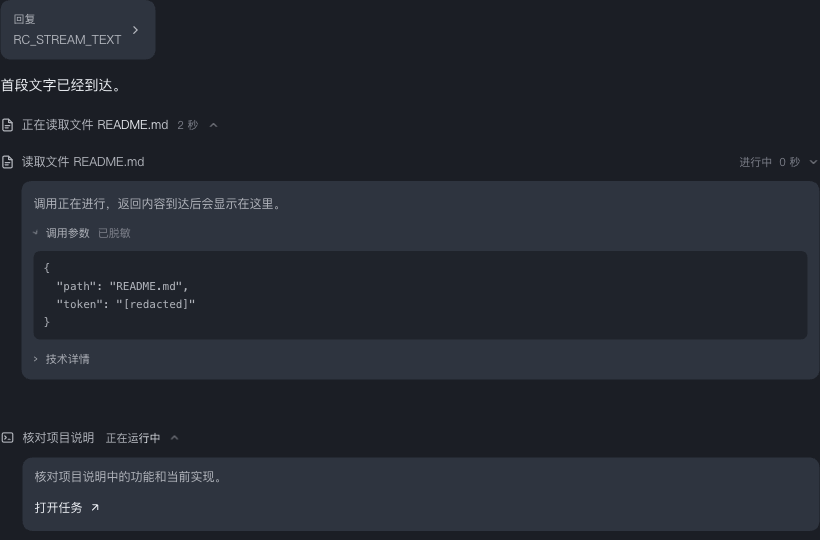 回复
RC_STREAM_TEXT
首段文字已经到达。
正在读取文件 README.md 2 秒
读取文件 README.md 进行中 0 秒
调用正在进行，返回内容到达后会显示在这里。
调用参数 已脱敏
{
"path": "README.md",
"token": "[redacted]"
}
技术详情
核对项目说明 正在运行中
核对项目说明中的功能和当前实现。
打开任务